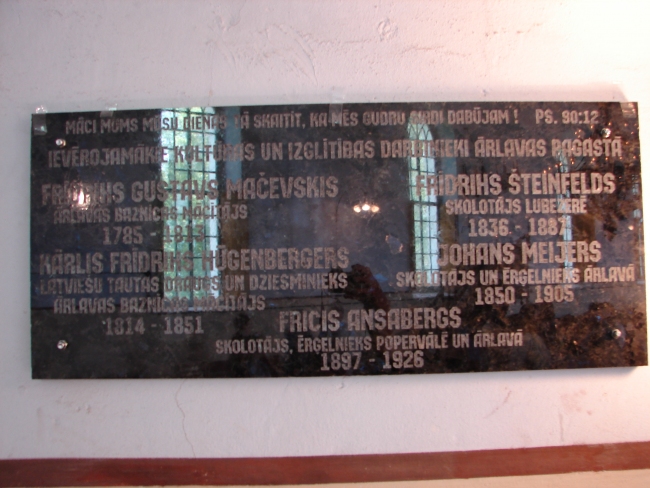 MĀCI MUMS MŪSU DIENAS TĀ SKAITĪT, KA MĒS GUDRU SIRDI DABŪJAM! PS. 90:12
IEVĒROJAMĀKIE KULTŪRAS UN IZGLĪTĪBAS DARBINIEKI ĀRLAVAS PAGASTĀ
FRĪDRIHS GUSTAVS MAČEVSKIS
ĀRLAVAS BAZNĪCAS MĀCĪTĀJS
1785 -
KĀRLIS FRĪDRIHS HUGENBERGERS
LATVIEŠU TAUTAS DRAUGS UN DZIESMINIEKS
ĀRLAVAS BAZNĪCAS MĀCĪTĀJS
1814 - 1851
FRĪDRIHS ŠTEINFELDS
SKOLOTĀJS LUBEZERĒ
1836 -
JOHANS MEIJERS
SKOLOTĀJS UN ĒRGELNIEKS ĀRLAVĀ
1850 - 1905
FRICIS ANSABERGS
SKOLOTĀJS, ĒRGELNIEKS POPERVĀLĒ UN ĀRLAVĀ
1897 - 1926